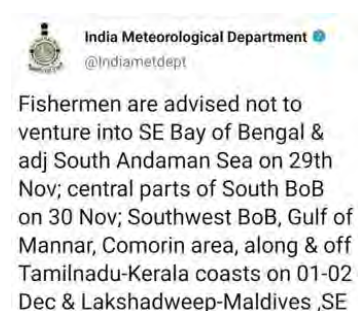 India Meteorological Department
@Indiametdept
Fishermen are advised not to
venture into SE Bay of Bengal &
adj South Andaman Sea on 29th
Nov; central parts of South BoB
on 30 Nov; Southwest BoB, Gulf of
Mannar, Comorin area, along & off
Tamilnadu-Kerala coasts on 01-02
Dec & Lakshadweep-Maldives ,SE